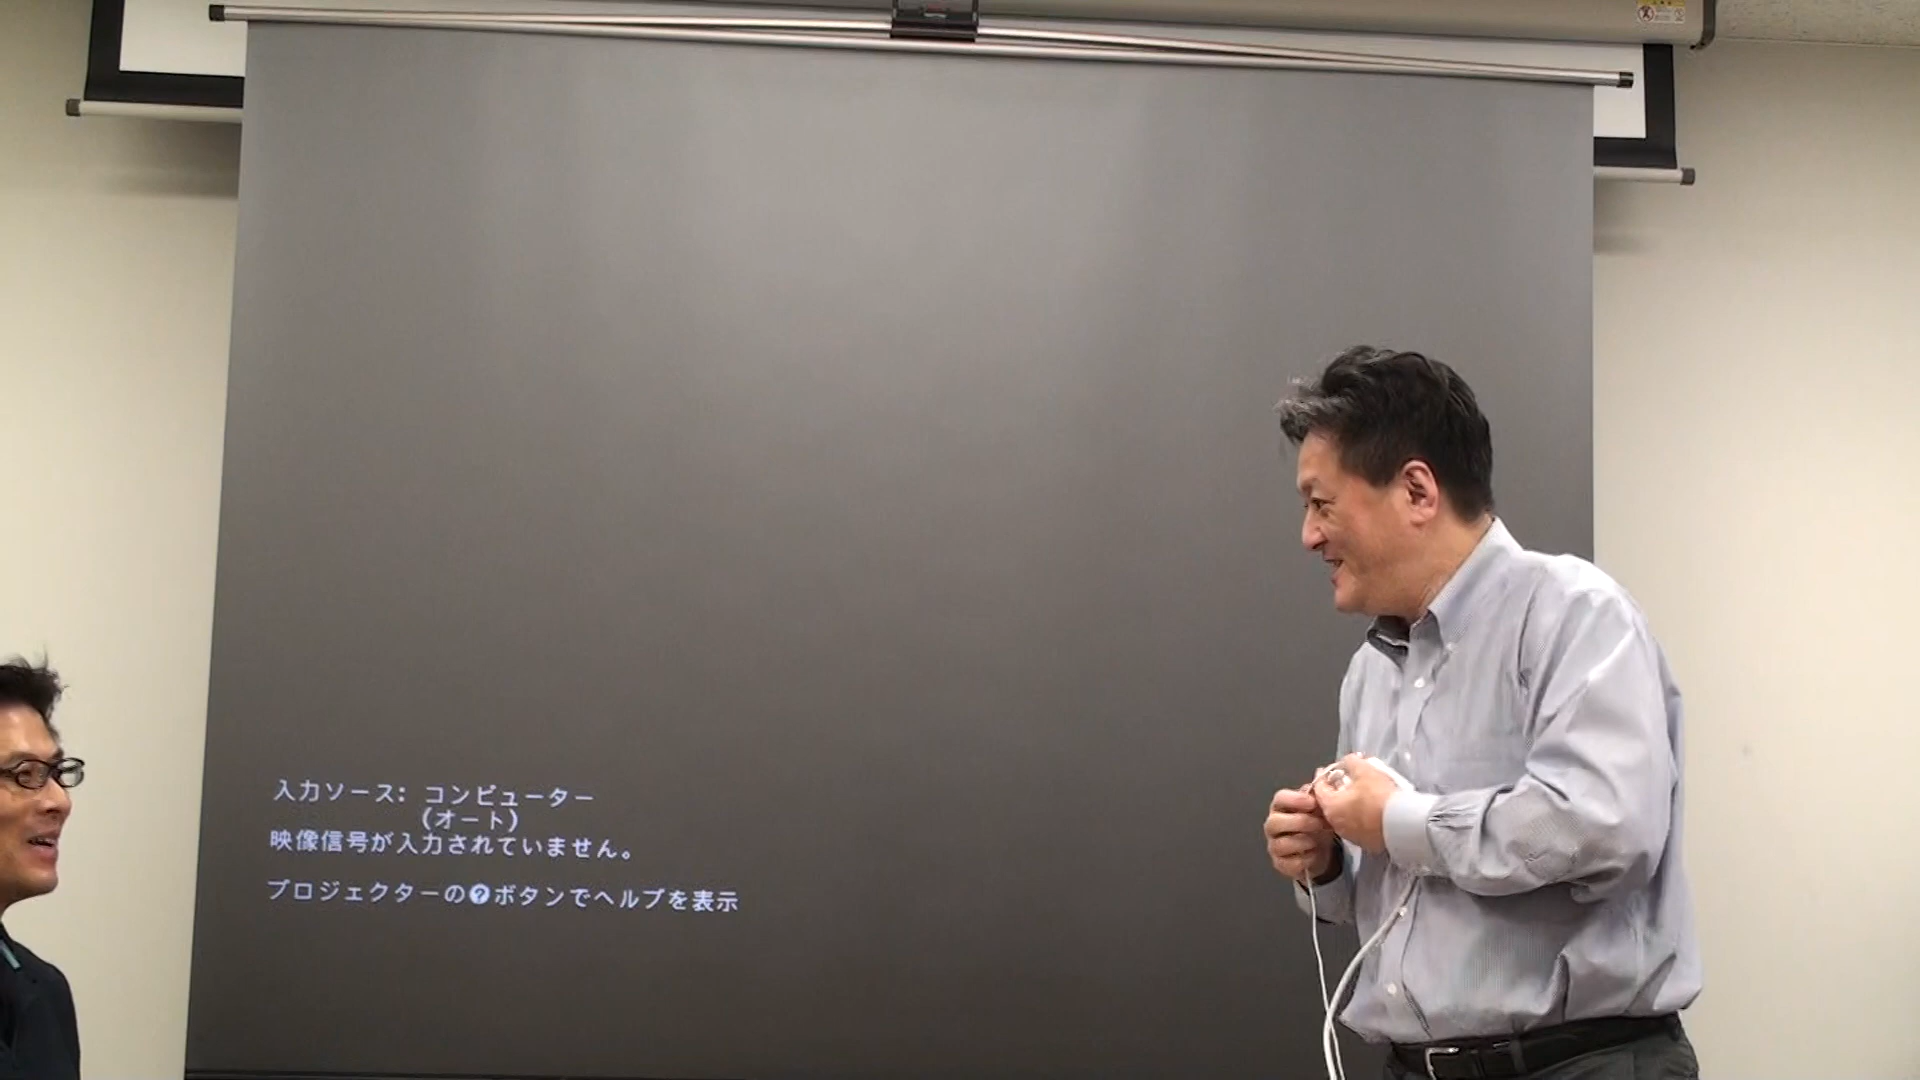 入力ソース: コンピューター
(オート)
映像信号が入力されていません。
プロジェクターの?ボタンでヘルプを表示